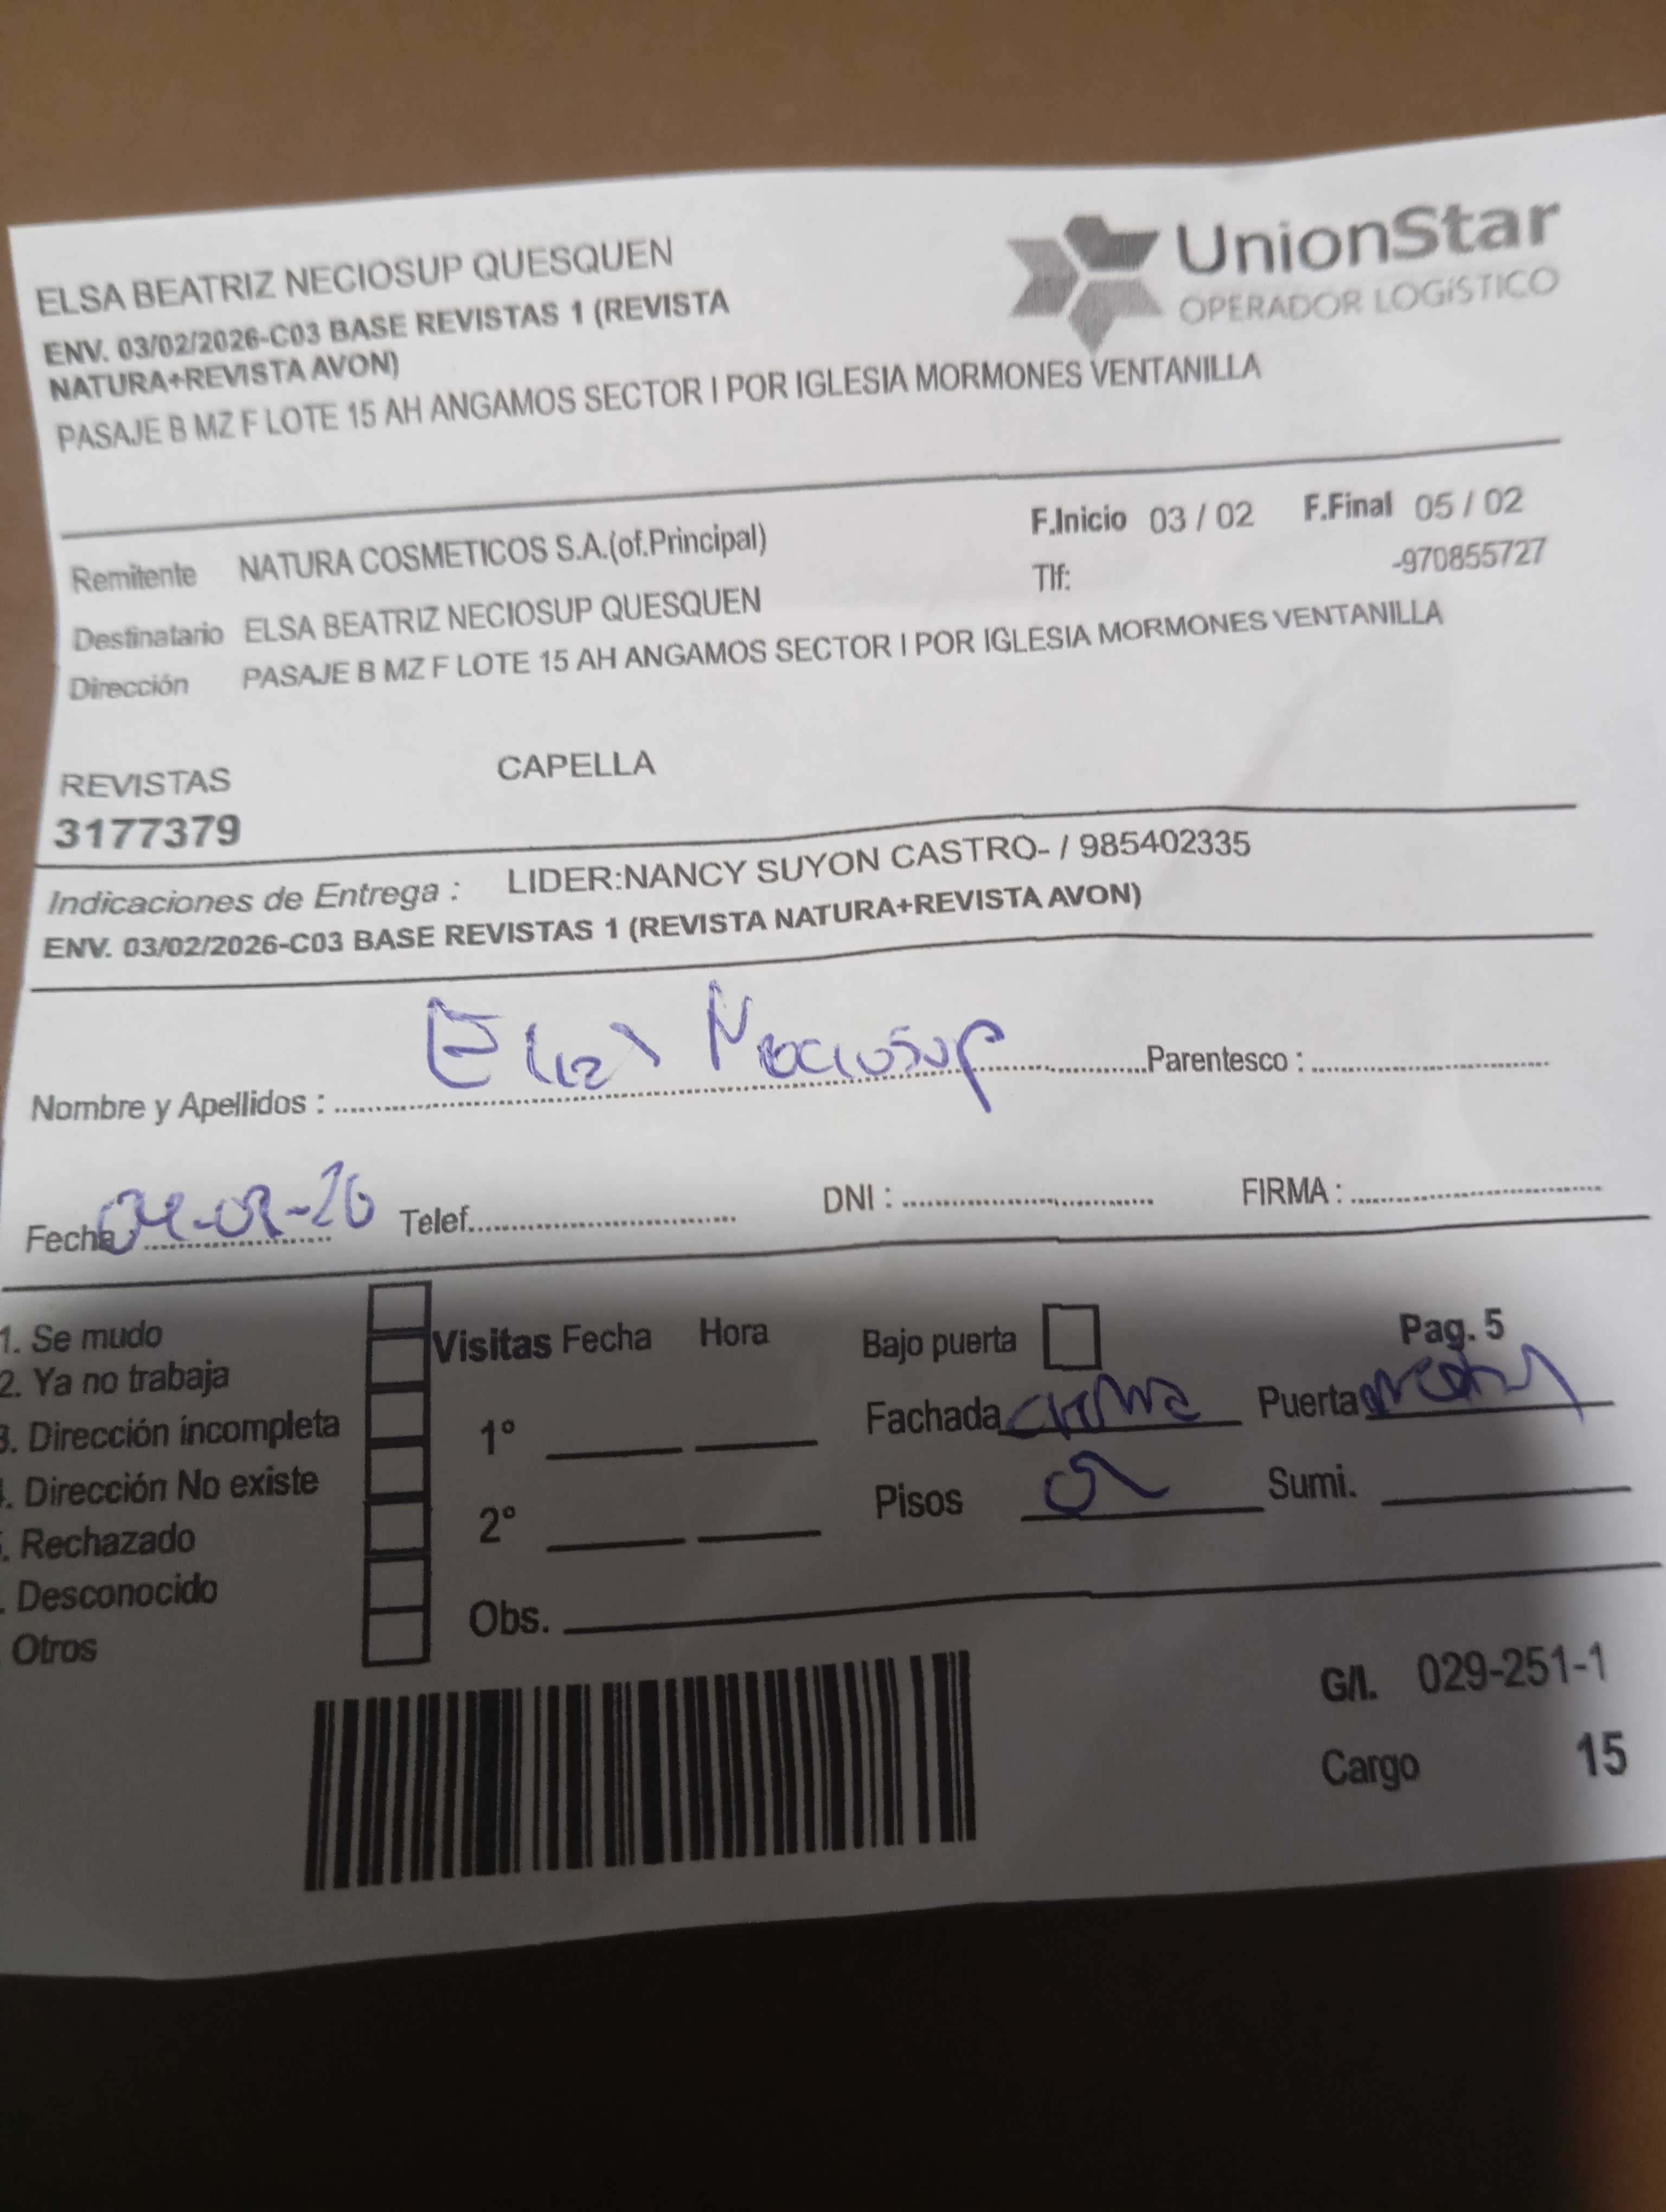 ELSA BEATRIZ NECIOSUP QUESQUEN
ENV. 03/02/2026-C03 BASE REVISTAS 1 (REVISTA
NATURA+REVISTA AVON)
PASAJE B MZ F LOTE 15 AH ANGAMOS SECTOR I POR IGLESIA MORMONES VENTANILLA
UnionStar
OPERADOR LOGÍSTICO
Remitente NATURA COSMETICOS S.A.(of.Principal) F.Inicio 03 / 02 F.Final 05 / 02
Destinatario ELSA BEATRIZ NECIOSUP QUESQUEN Tlf: -970855727
Dirección PASAJE B MZ F LOTE 15 AH ANGAMOS SECTOR I POR IGLESIA MORMONES VENTANILLA
REVISTAS CAPELLA
3177379
Indicaciones de Entrega : LIDER:NANCY SUYON CASTRO- / 985402335
ENV. 03/02/2026-C03 BASE REVISTAS 1 (REVISTA NATURA+REVISTA AVON)
Nombre y Apellidos : Neciosup Parentesco :
Fecha 04-02-26 Telef. DNI : FIRMA :
1. Se mudo
2. Ya no trabaja
3. Dirección incompleta
. Dirección No existe
. Rechazado
. Desconocido
Otros
Visitas Fecha Hora
1°
2°
Obs.
Bajo puerta Pag. 5
Fachada Puerta
Pisos 2 Sumi.
G/I. 029-251-1
Cargo 15